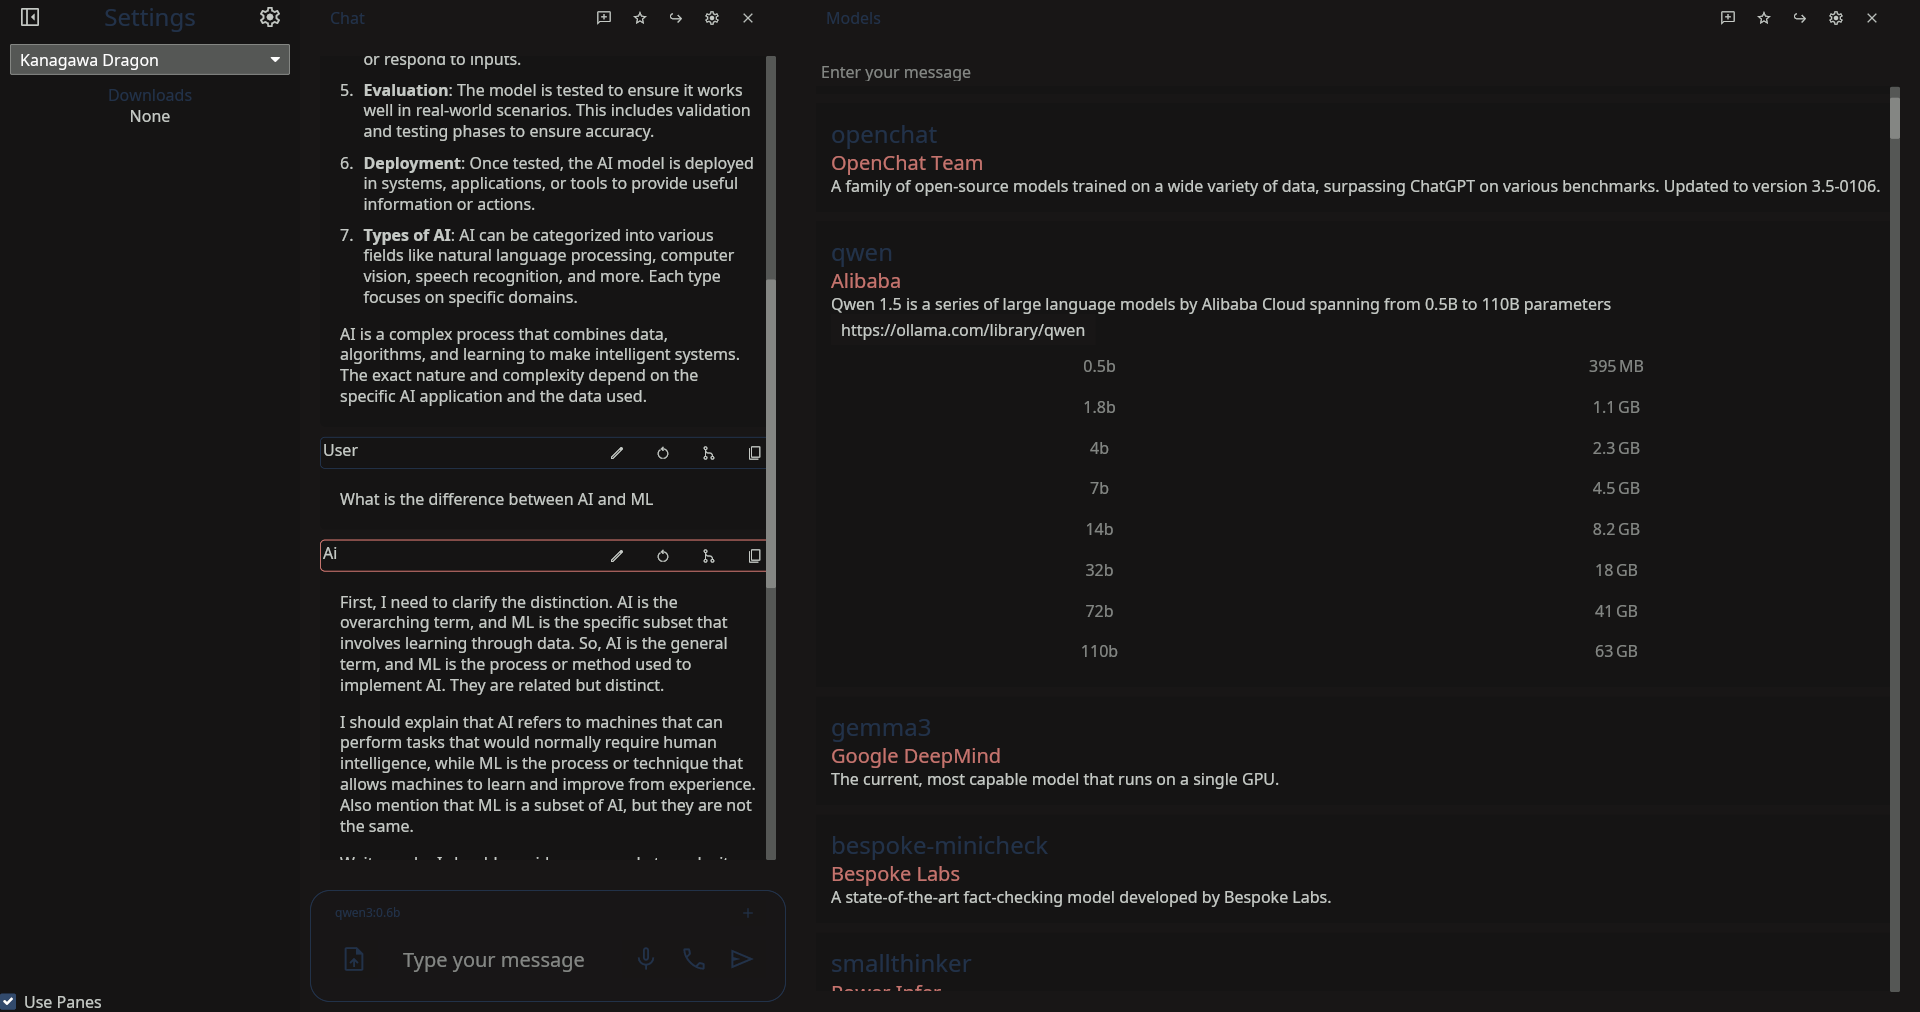 Settings
Kanagawa Dragon
Downloads
None
Use Panes
Chat
or respond to inputs.
5. Evaluation: The model is tested to ensure it works
well in real-world scenarios. This includes validation
and testing phases to ensure accuracy.
6. Deployment: Once tested, the AI model is deployed
in systems, applications, or tools to provide useful
information or actions.
7. Types of AI: AI can be categorized into various
fields like natural language processing, computer
vision, speech recognition, and more. Each type
focuses on specific domains.
AI is a complex process that combines data,
algorithms, and learning to make intelligent systems.
The exact nature and complexity depend on the
specific AI application and the data used.
User
What is the difference between AI and ML
Ai
First, I need to clarify the distinction. AI is the
overarching term, and ML is the specific subset that
involves learning through data. So, AI is the general
term, and ML is the process or method used to
implement AI. They are related but distinct.
I should explain that AI refers to machines that can
perform tasks that would normally require human
intelligence, while ML is the process or technique that
allows machines to learn and improve from experience.
Also mention that ML is a subset of AI, but they are not
the same.
qwen3:0.6b
Type your message
Models
Enter your message
openchat
OpenChat Team
A family of open-source models trained on a wide variety of data, surpassing ChatGPT on various benchmarks. Updated to version 3.5-0106.
qwen
Alibaba
Qwen 1.5 is a series of large language models by Alibaba Cloud spanning from 0.5B to 110B parameters
https://ollama.com/library/qwen
0.5b 395 MB
1.8b 1.1 GB
4b 2.3 GB
7b 4.5 GB
14b 8.2 GB
32b 18 GB
72b 41 GB
110b 63 GB
gemma3
Google DeepMind
The current, most capable model that runs on a single GPU.
bespoke-minicheck
Bespoke Labs
A state-of-the-art fact-checking model developed by Bespoke Labs.
smallthinker
Power Infer